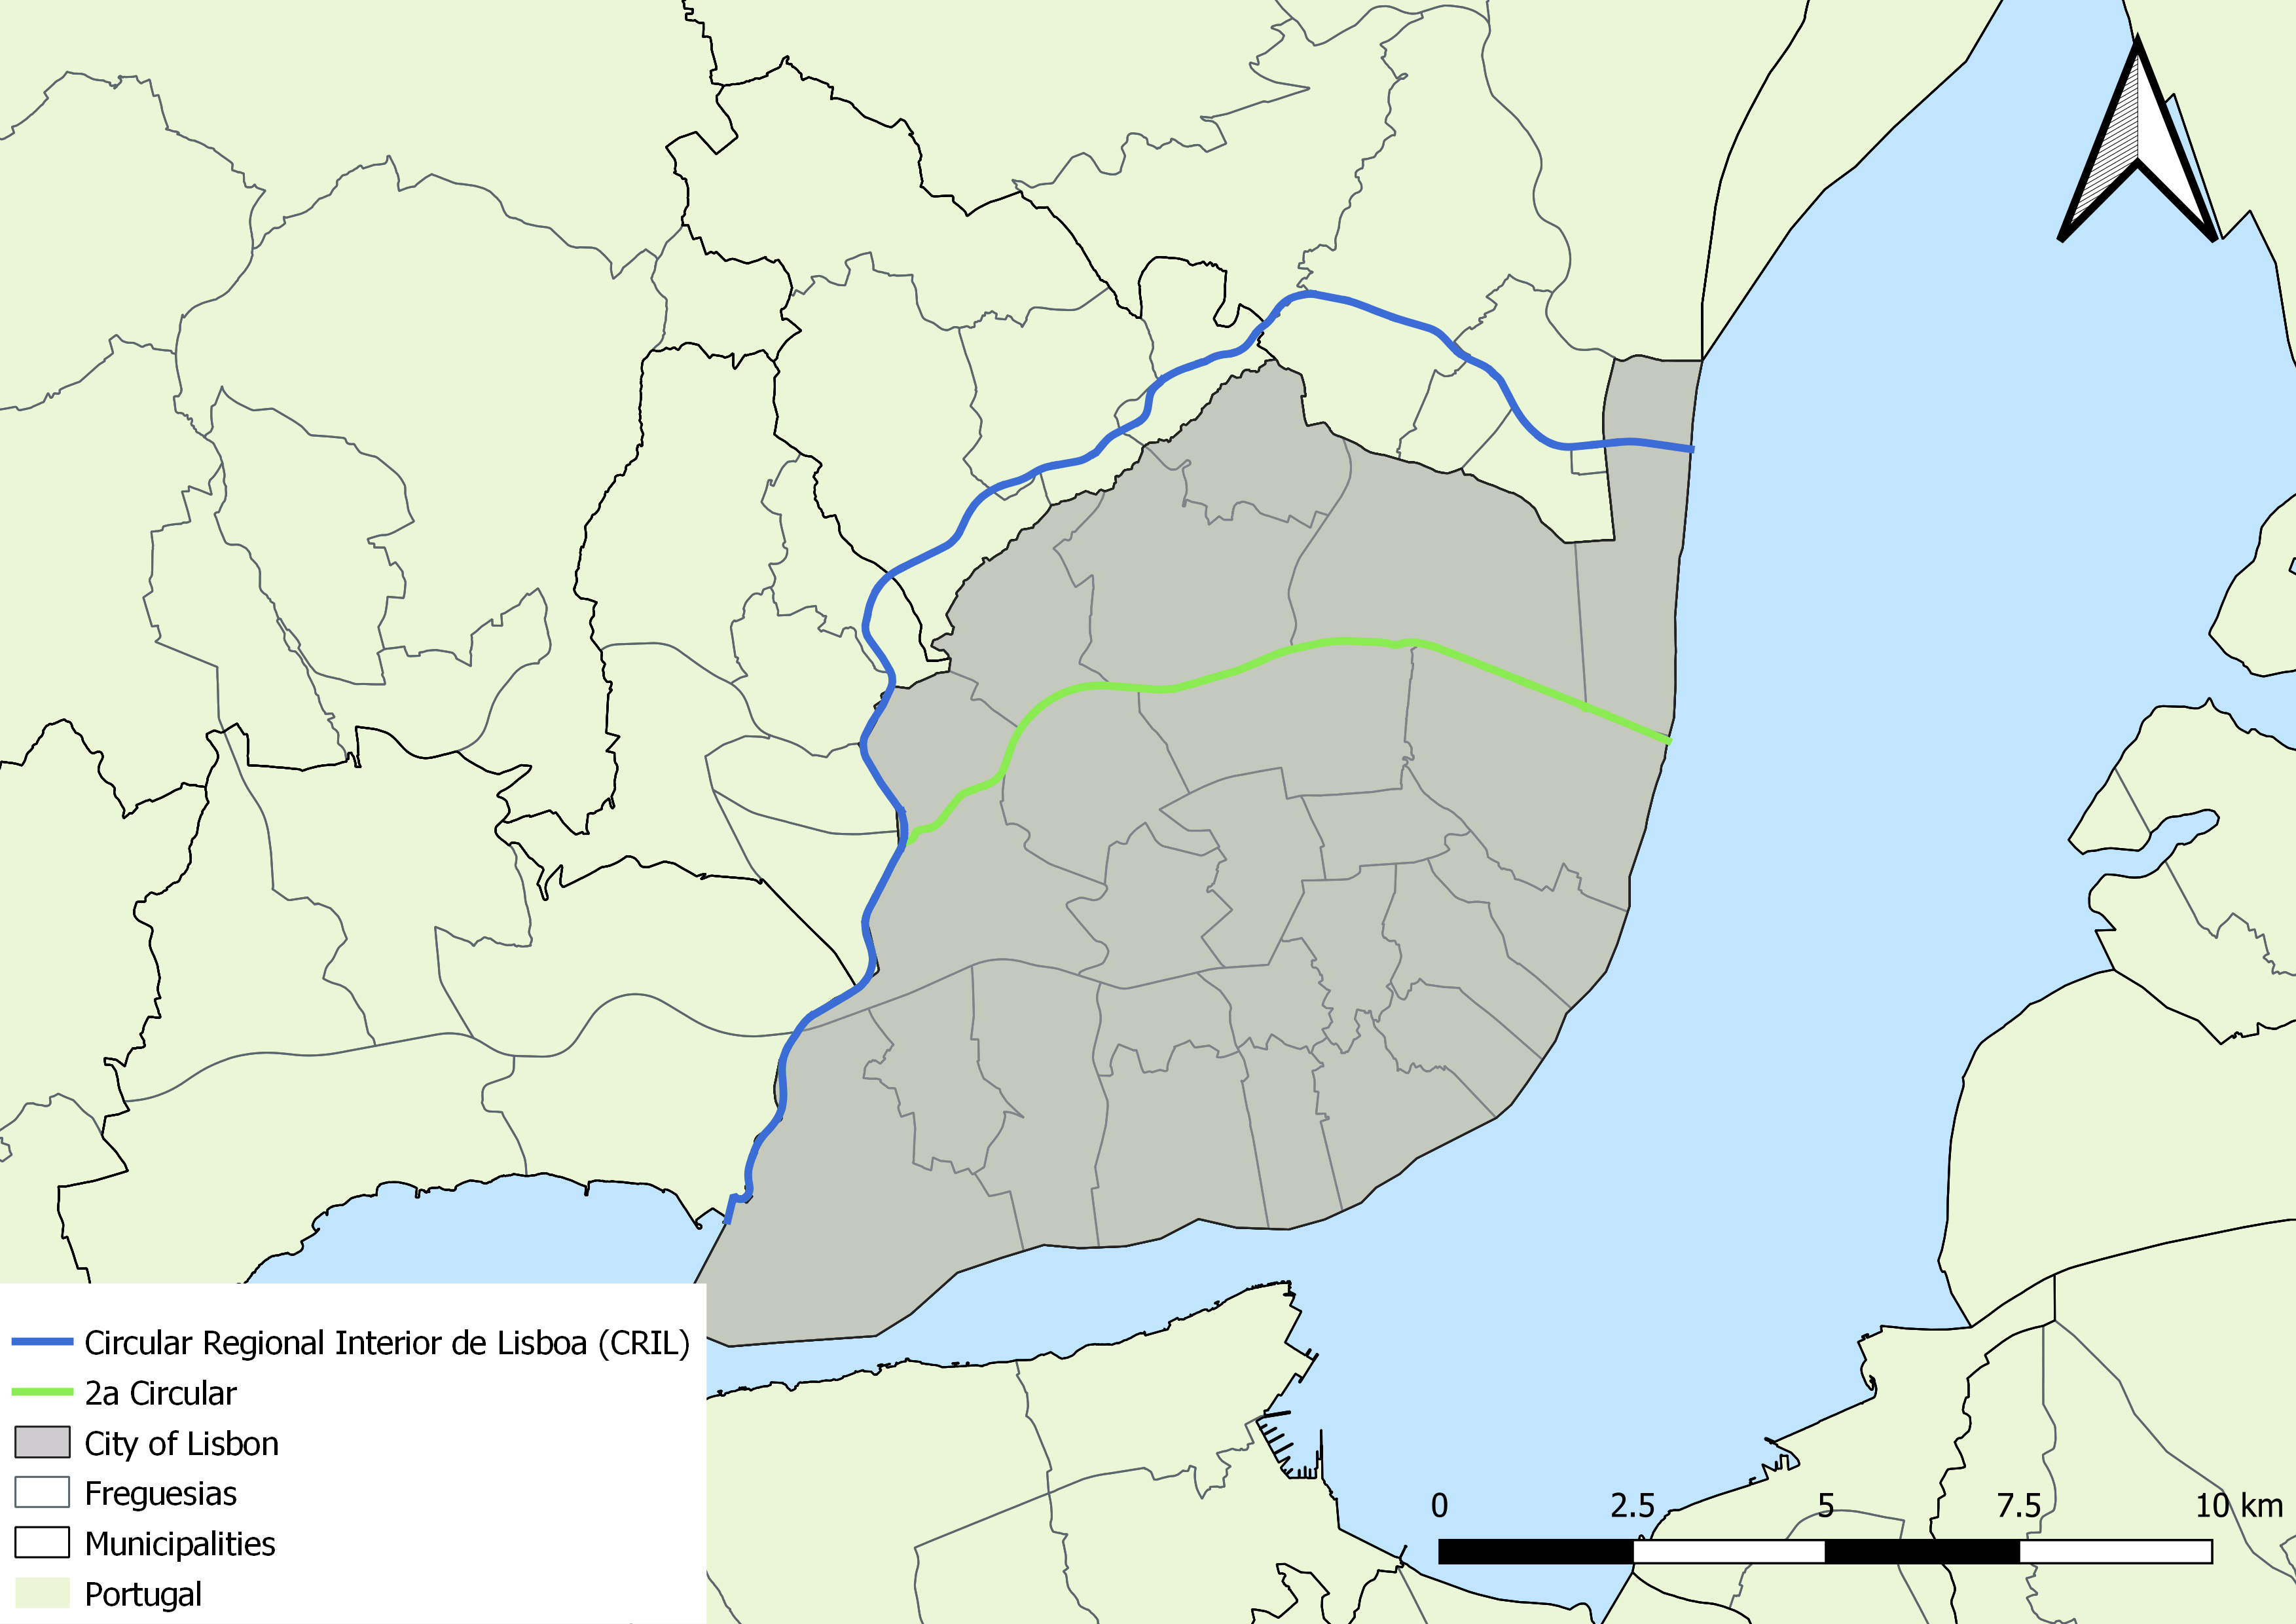 Circular Regional Interior de Lisboa (CRIL)
2a Circular
City of Lisbon
Freguesias
Municipalities
Portugal
0 2.5 5 7.5 10 km